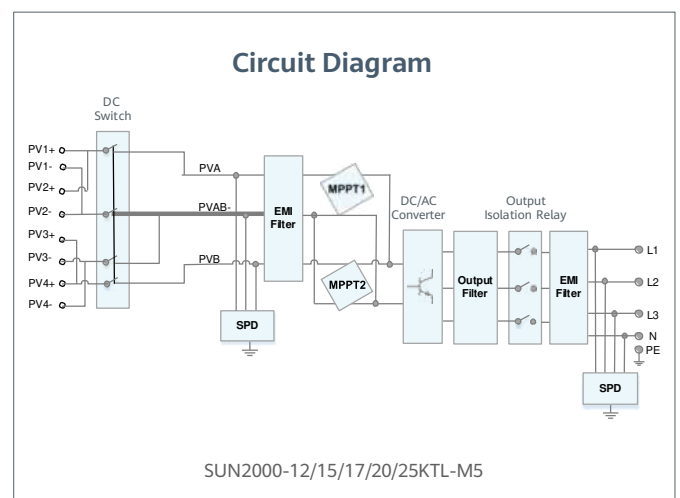 Circuit Diagram
DC
Switch
PV1+
PV1-
PV2+
PV2-
PV3+
PV3-
PV4+
PV4-
PVA
PVAB-
PVB
EMI
Filter
SPD
MPPT1
MPPT2
DC/AC
Converter
Output
Filter
Output
Isolation Relay
EMI
Filter
L1
L2
L3
N
PE
SPD
SUN2000-12/15/17/20/25KTL-M5